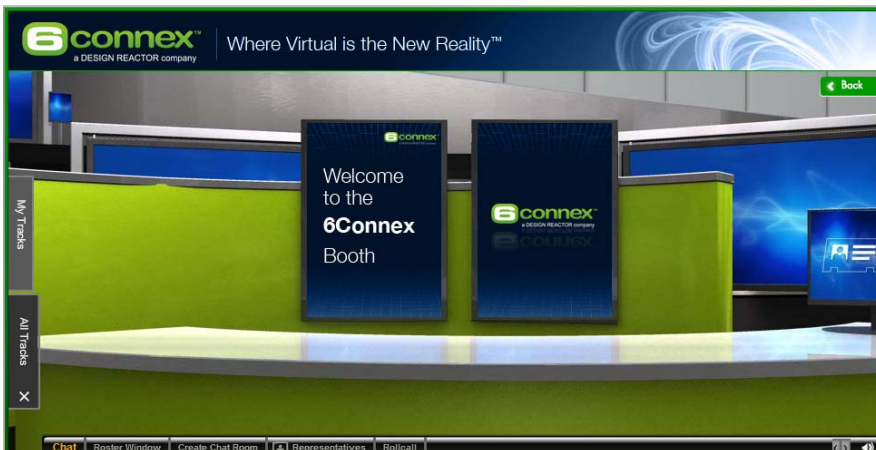 6connex™
a DESIGN REACTOR company
Where Virtual is the New Reality™
Back
6connex
Welcome
to the
6Connex
Booth
6connex™
a DESIGN REACTOR company
My Tracks
All Tracks
X
Chat
Roster Window
Create Chat Room
Representatives
Rollcall